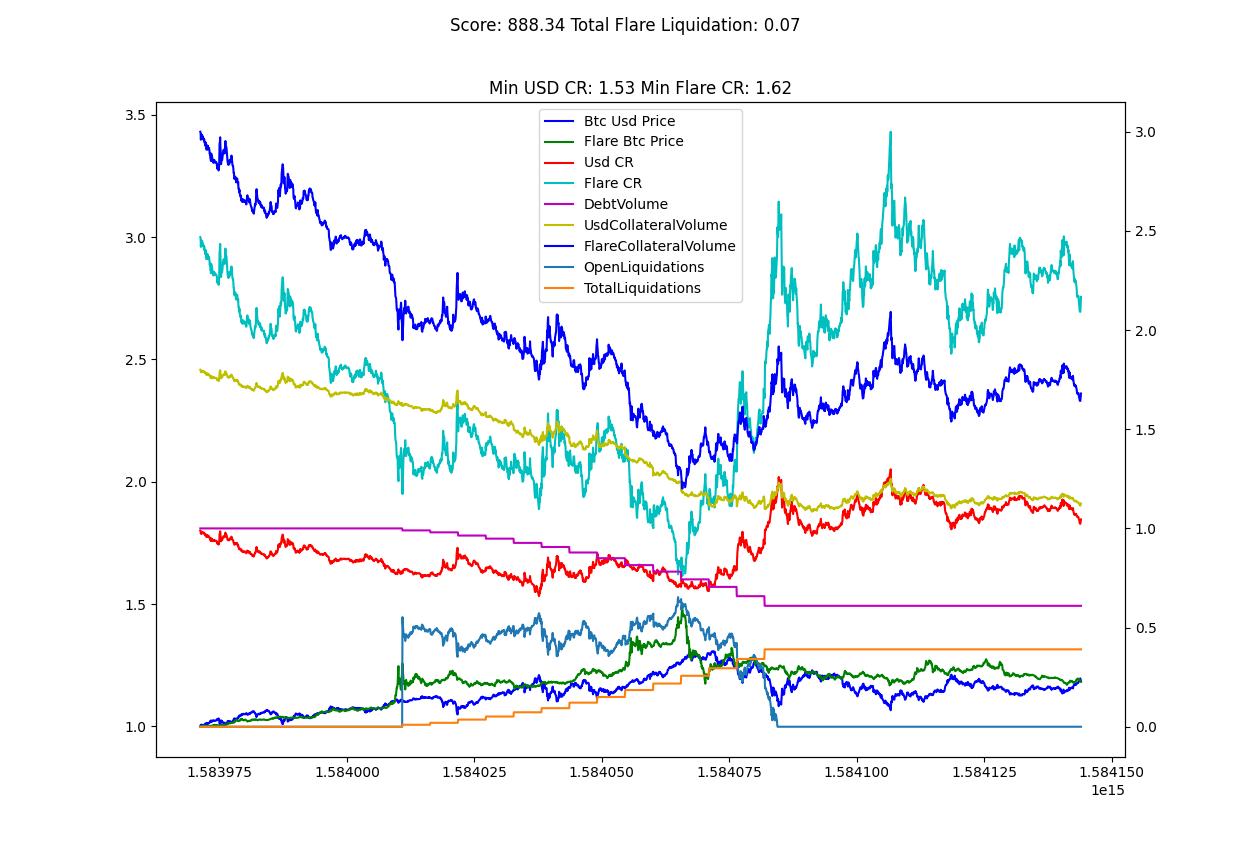 Score: 888.34 Total Flare Liquidation: 0.07
Min USD CR: 1.53 Min Flare CR: 1.62
Btc Usd Price
Flare Btc Price
Usd CR
Flare CR
DebtVolume
UsdCollateralVolume
FlareCollateralVolume
OpenLiquidations
TotalLiquidations
3.5
3.0
2.5
2.0
1.5
1.0
3.0
2.5
2.0
1.5
1.0
0.5
0.0
1.583975 1.584000 1.584025 1.584050 1.584075 1.584100 1.584125 1.584150
1e15